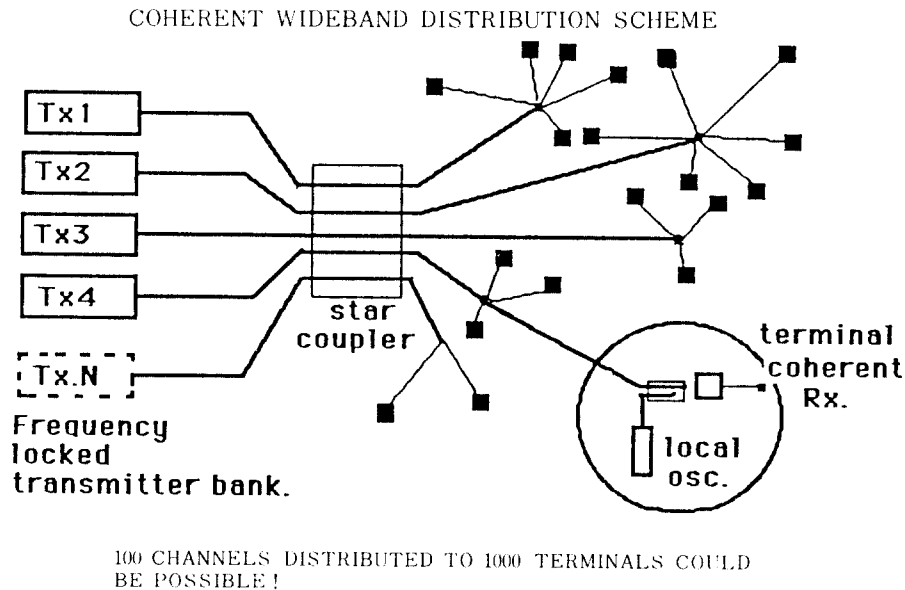 COHERENT WIDEBAND DISTRIBUTION SCHEME
Tx1
Tx2
Tx3
Tx4
Tx.N
Frequency
locked
transmitter bank.
star
coupler
terminal
coherent
Rx.
local
osc.
100 CHANNELS DISTRIBUTED TO 1000 TERMINALS COULD
BE POSSIBLE!